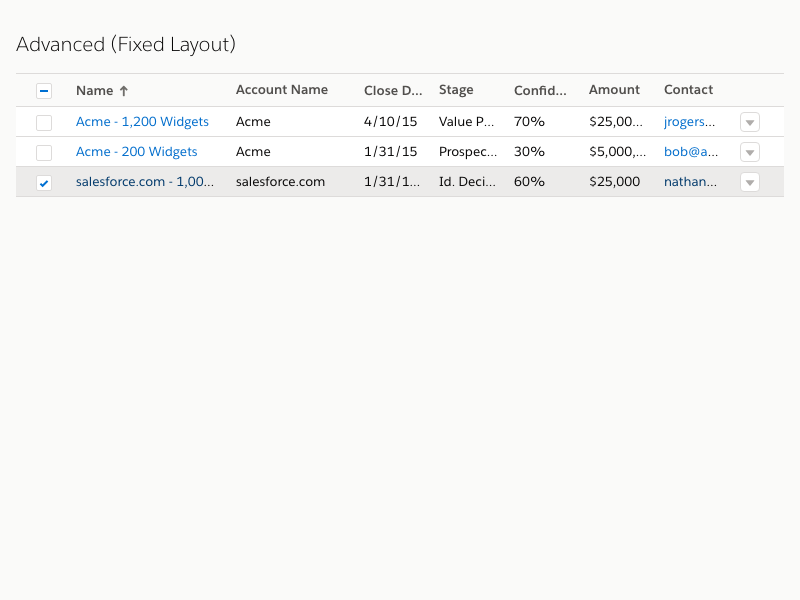 Advanced (Fixed Layout)
Name Account Name Close D... Stage Confid... Amount Contact
Acme - 1,200 Widgets Acme 4/10/15 Value P... 70% $25,00... jrogers...
Acme - 200 Widgets Acme 1/31/15 Prospec... 30% $5,000,... bob@a...
salesforce.com - 1,00... salesforce.com 1/31/1... Id. Deci... 60% $25,000 nathan...